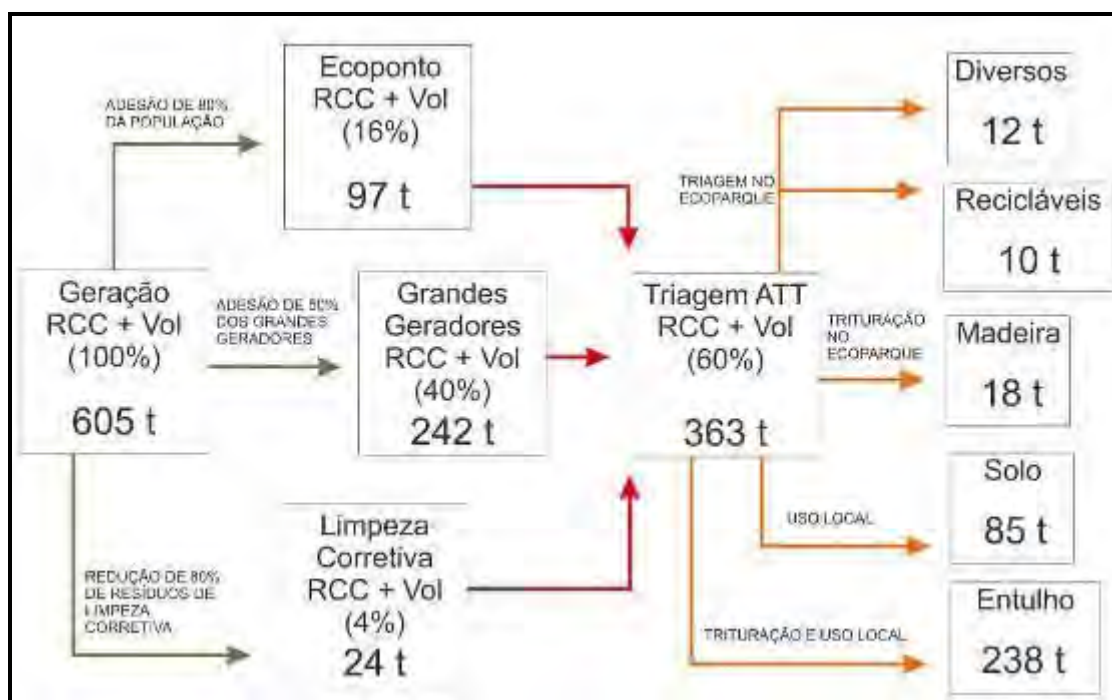 ADESÃO DE 80%
DA POPULAÇÃO
Ecoponto
RCC + Vol
(16%)
97 t
Geração
RCC + Vol
(100%)
605 t
ADESÃO DE 50%
DOS GRANDES
GERADORES
Grandes
Geradores
RCC + Vol
(40%)
242 t
REDUÇÃO DE 80%
DE RESÍDUOS DE
LIMPEZA
CORRETIVA
Limpeza
Corretiva
RCC + Vol
(4%)
24 t
Triagem ATT
RCC + Vol
(60%)
363 t
TRIAGEM NO
ECOPARQUE
Diversos
12 t
Recicláveis
10 t
TRITURAÇÃO
NO
ECOPARQUE
Madeira
18 t
USO LOCAL
Solo
85 t
TRITURAÇÃO E USO LOCAL
Entulho
238 t